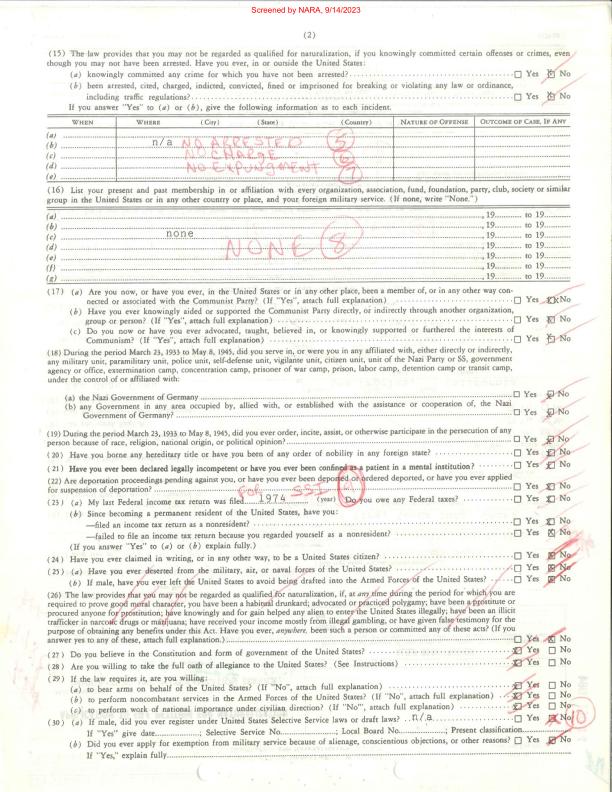 Screened by NARA, 9/14/2023
(2)
(15) The law provides that you may not be regarded as qualified for naturalization, if you knowingly committed certain offenses or crimes, even
though you may not have been arrested. Have you ever, in or outside the United States:
(a) knowingly committed any crime for which you have not been arrested? ☐ Yes ☒ No
(b) been arrested, cited, charged, indicted, convicted, fined or imprisoned for breaking or violating any law or ordinance,
including traffic regulations? ☐ Yes ☒ No
If you answer "Yes" to (a) or (b), give the following information as to each incident.
WHEN WHERE (City) (State) (Country) NATURE OF OFFENSE OUTCOME OF CASE, IF ANY
(a)
(b) n/a NO ARRESTED 5
(c) NO CHARGE 6
(d) NO EXPUNGMENT 7
(e)
(16) List your present and past membership in or affiliation with every organization, association, fund, foundation, party, club, society or similar
group in the United States or in any other country or place, and your foreign military service. (If none, write "None.")
(a) , 19 to 19
(b) , 19 to 19
(c) none , 19 to 19
(d) NONE 8 , 19 to 19
(e) , 19 to 19
(f) , 19 to 19
(g) , 19 to 19
(17) (a) Are you now, or have you ever, in the United States or in any other place, been a member of, or in any other way con-
nected or associated with the Communist Party? (If "Yes", attach full explanation) ☐ Yes ☒ No
(b) Have you ever knowingly aided or supported the Communist Party directly, or indirectly through another organization,
group or person? (If "Yes", attach full explanation) ☐ Yes ☒ No
(c) Do you now or have you ever advocated, taught, believed in, or knowingly supported or furthered the interests of
Communism? (If "Yes", attach full explanation) ☐ Yes ☒ No
(18) During the period March 23, 1933 to May 8, 1945, did you serve in, or were you in any affiliated with, either directly or indirectly,
any military unit, paramilitary unit, police unit, self-defense unit, vigilante unit, citizen unit, unit of the Nazi Party or SS, government
agency or office, extermination camp, concentration camp, prisoner of war camp, prison, labor camp, detention camp or transit camp,
under the control of or affiliated with:
(a) the Nazi Government of Germany ☐ Yes ☒ No
(b) any Government in any area occupied by, allied with, or established with the assistance or cooperation of, the Nazi
Government of Germany? ☐ Yes ☒ No
(19) During the period March 23, 1933 to May 8, 1945, did you ever order, incite, assist, or otherwise participate in the persecution of any
person because of race, religion, national origin, or political opinion? ☐ Yes ☒ No
(20) Have you borne any hereditary title or have you been of any order of nobility in any foreign state? ☐ Yes ☒ No
(21) Have you ever been declared legally incompetent or have you ever been confined as a patient in a mental institution? ☐ Yes ☒ No
(22) Are deportation proceedings pending against you, or have you ever been deported or ordered deported, or have you ever applied
for suspension of deportation? ☐ Yes ☒ No
FOR SSI 9
(23) (a) My last Federal income tax return was filed 1974 (year) Do you owe any Federal taxes? ☐ Yes ☒ No
(b) Since becoming a permanent resident of the United States, have you:
—filed an income tax return as a nonresident? ☐ Yes ☒ No
—failed to file an income tax return because you regarded yourself as a nonresident? ☐ Yes ☒ No
(If you answer "Yes" to (a) or (b) explain fully.)
(24) Have you ever claimed in writing, or in any other way, to be a United States citizen? ☐ Yes ☒ No
(25) (a) Have you ever deserted from the military, air, or naval forces of the United States? ☐ Yes ☒ No
(b) If male, have you ever left the United States to avoid being drafted into the Armed Forces of the United States? ☐ Yes ☒ No
(26) The law provides that you may not be regarded as qualified for naturalization, if, at any time during the period for which you are
required to prove good moral character, you have been a habitual drunkard; advocated or practiced polygamy; have been a prostitute or
procured anyone for prostitution; have knowingly and for gain helped any alien to enter the United States illegally; have been an illicit
trafficker in narcotic drugs or marijuana; have received your income mostly from illegal gambling, or have given false testimony for the
purpose of obtaining any benefits under this Act. Have you ever, anywhere, been such a person or committed any of these acts? (If you
answer yes to any of these, attach full explanation.) ☐ Yes ☒ No
(27) Do you believe in the Constitution and form of government of the United States? ☒ Yes ☐ No
(28) Are you willing to take the full oath of allegiance to the United States? (See Instructions) ☒ Yes ☐ No
(29) If the law requires it, are you willing:
(a) to bear arms on behalf of the United States? (If "No", attach full explanation) ☒ Yes ☐ No
(b) to perform noncombatant services in the Armed Forces of the United States? (If "No", attach full explanation) ☒ Yes ☐ No
(c) to perform work of national importance under civilian direction? (If "No", attach full explanation) ☒ Yes ☐ No
(30) (a) If male, did you ever register under United States Selective Service laws or draft laws? n/a ☐ Yes ☒ No 10
If "Yes" give date ; Selective Service No. ; Local Board No. ; Present classification
(b) Did you ever apply for exemption from military service because of alienage, conscientious objections, or other reasons? ☐ Yes ☒ No
If "Yes," explain fully